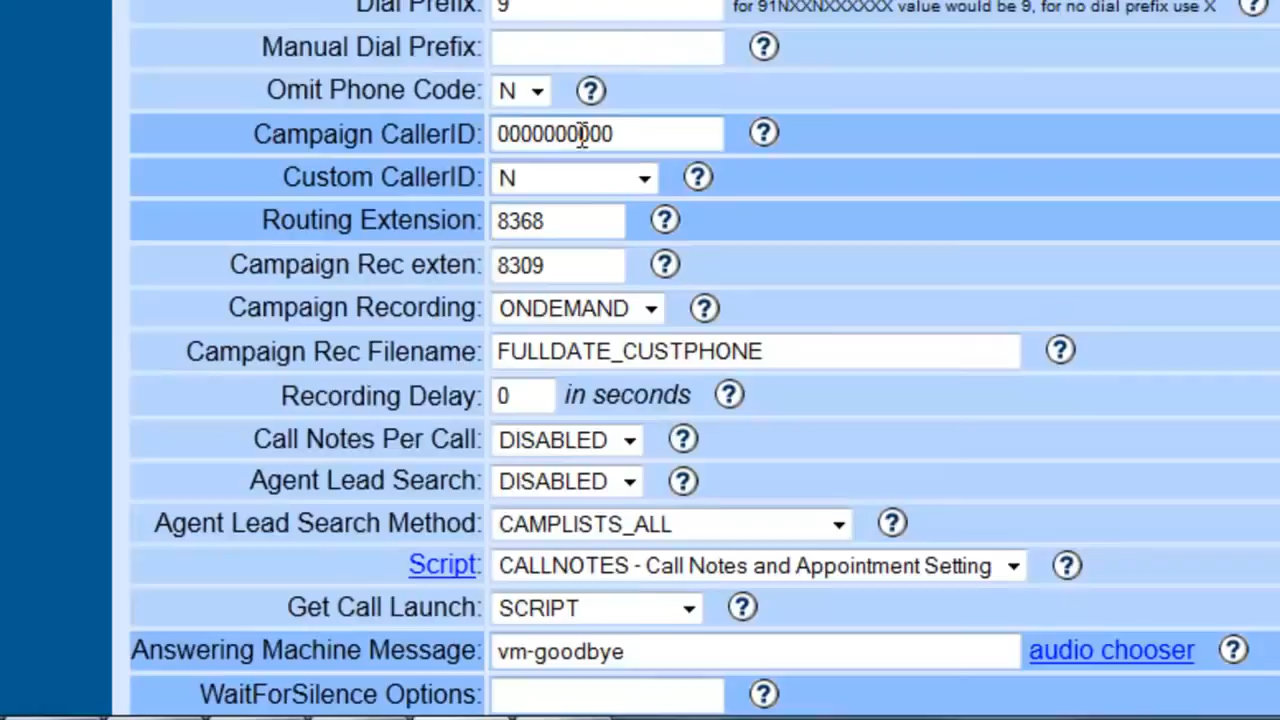 Dial Prefix: 9 for 91NXXNXXXXXX value would be 9, for no dial prefix use X ?
Manual Dial Prefix: ?
Omit Phone Code: N ?
Campaign CallerID: 0000000000 ?
Custom CallerID: N ?
Routing Extension: 8368 ?
Campaign Rec exten: 8309 ?
Campaign Recording: ONDEMAND ?
Campaign Rec Filename: FULLDATE_CUSTPHONE ?
Recording Delay: 0 in seconds ?
Call Notes Per Call: DISABLED ?
Agent Lead Search: DISABLED ?
Agent Lead Search Method: CAMPLISTS_ALL ?
Script: CALLNOTES - Call Notes and Appointment Setting ?
Get Call Launch: SCRIPT ?
Answering Machine Message: vm-goodbye audio chooser ?
WaitForSilence Options: ?